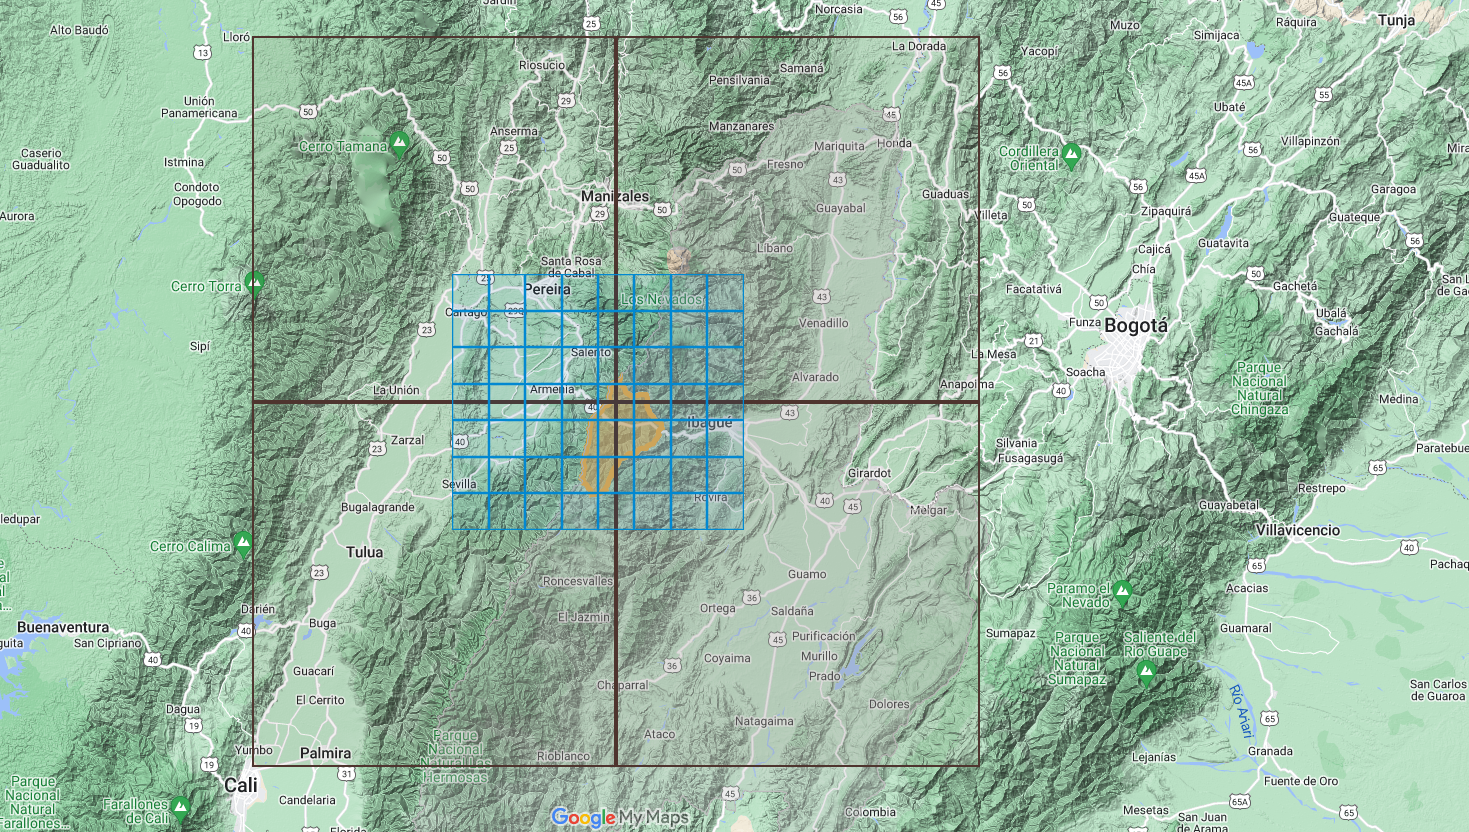 Jardín
Norcasia
56
45
Alto Baudó
25
Muzo
Ráquira
Tunja
Lloró
13
La Dorada
Simijaca
Yacopí
Riosucio
Samaná
Pensilvania
56
45A
29
55
Unión
Panamericana
50
45
Ubaté
Manzanares
Anserma
Mariquita
Honda
Villapinzón
Caserio
Guadualito
Cerro Tamana
25
50
Fresno
Cordillera
Oriental
56
Istmina
50
43
45A
Condoto
50
56
Garagoa
Opogodo
Manizales
50
Guaduas
50
Zipaquirá
Aurora
29
Guayabal
Villeta
Guateque
Líbano
Cajicá
Guatavita
56
Santa Rosa
de Cabal
Chía
Cerro Torra
25
Pereira
Facatativá
50
Gachetá
Los Nevados
43
50
Cartago
Venadillo
Funza
Bogotá
Ubalá
23
Gachalá
Sipí
Salento
21
La Mesa
Soacha
Parque
Nacional
Natural
Chingaza
Alvarado
La Unión
Armenia
Anapoima
40
Medina
40
43
Ibagué
Zarzal
40
Silvania
23
Fusagasugá
Paratebue
65
Girardot
Sevilla
Restrepo
Rovira
40
45
Bugalagrande
Melgar
Guayabetal
Villavicencio
Tulua
40
65
Cerro Calima
23
Roncesvalles
Guamo
Acacias
Paramo el
Nevado
36
Darién
Ortega
Saldaña
El Jazmin
Buenaventura
40
Buga
45
Purificación
Sumapaz
Guamaral
San Cipriano
Parque
Nacional
Natural
Sumapaz
Saliente del
Rio Guape
40
Coyaima
Murillo
Guacarí
36
Prado
Chaparral
San Carlos
de Guaroa
El Cerrito
Dagua
Dolores
Río Ariari
19
Natagaima
65
Ataco
Parque
Nacional
Natural Las
Hermosas
Yumbo
Palmira
Rioblanco
Lejanías
Granada
19
31
Cali
Fuente de Oro
Parque
Nacional
Natural
Farallones...
Farallones
de Cali
Candelaria
45
65A
65
Google My Maps
Colombia
Mesetas
San Juan
de Arama